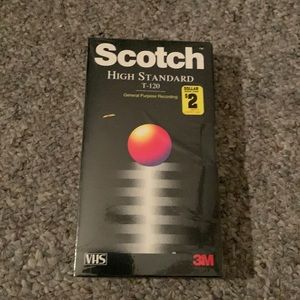 Scotch
HIGH STANDARD
T-120
General Purpose Recording
DOLLAR
$2
VHS
3M